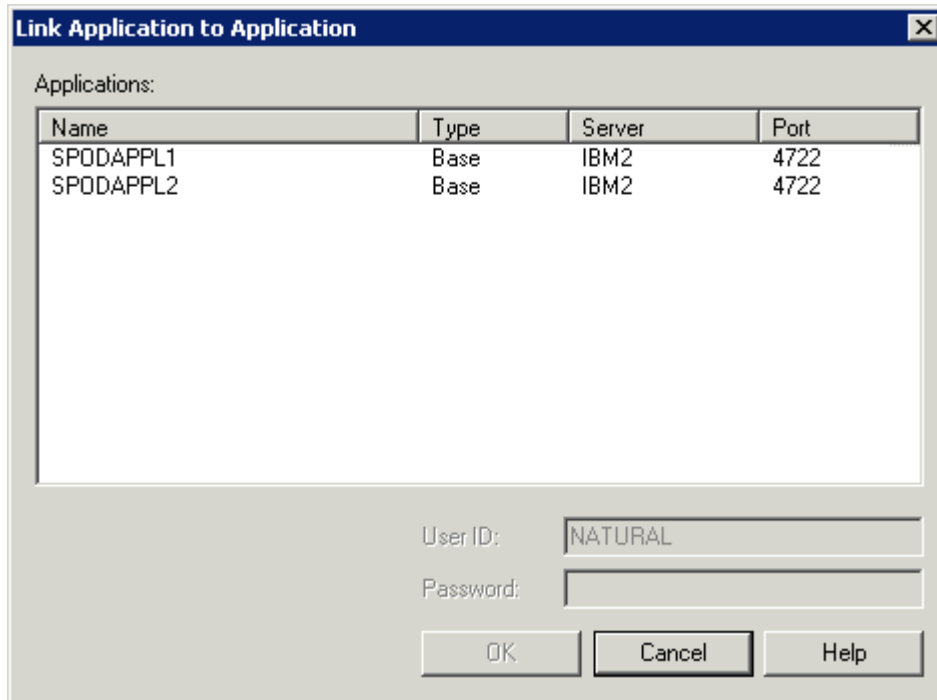 Link Application to Application
Applications:
Name Type Server Port
SPODAPPL1 Base IBM2 4722
SPODAPPL2 Base IBM2 4722
User ID: NATURAL
Password:
OK Cancel Help